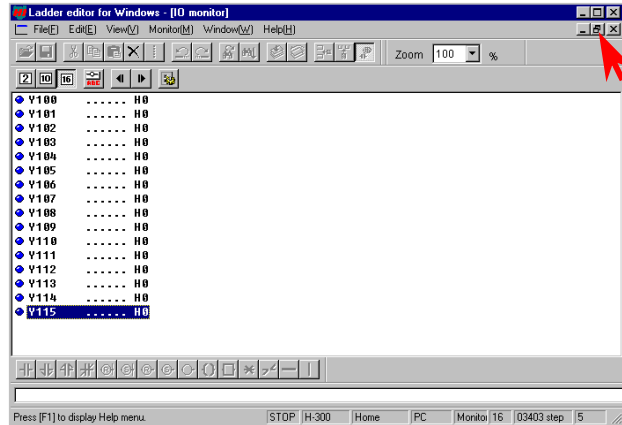 Ladder editor for Windows - [IO monitor]
File(F) Edit(E) View(V) Monitor(M) Window(W) Help(H)
Zoom 100 %
2 10 16 ABC
Y100 ...... H0
Y101 ...... H0
Y102 ...... H0
Y103 ...... H0
Y104 ...... H0
Y105 ...... H0
Y106 ...... H0
Y107 ...... H0
Y108 ...... H0
Y109 ...... H0
Y110 ...... H0
Y111 ...... H0
Y112 ...... H0
Y113 ...... H0
Y114 ...... H0
Y115 ...... H0
Press [F1] to display Help menu. STOP H-300 Home PC Monitor 16 03403 step 5